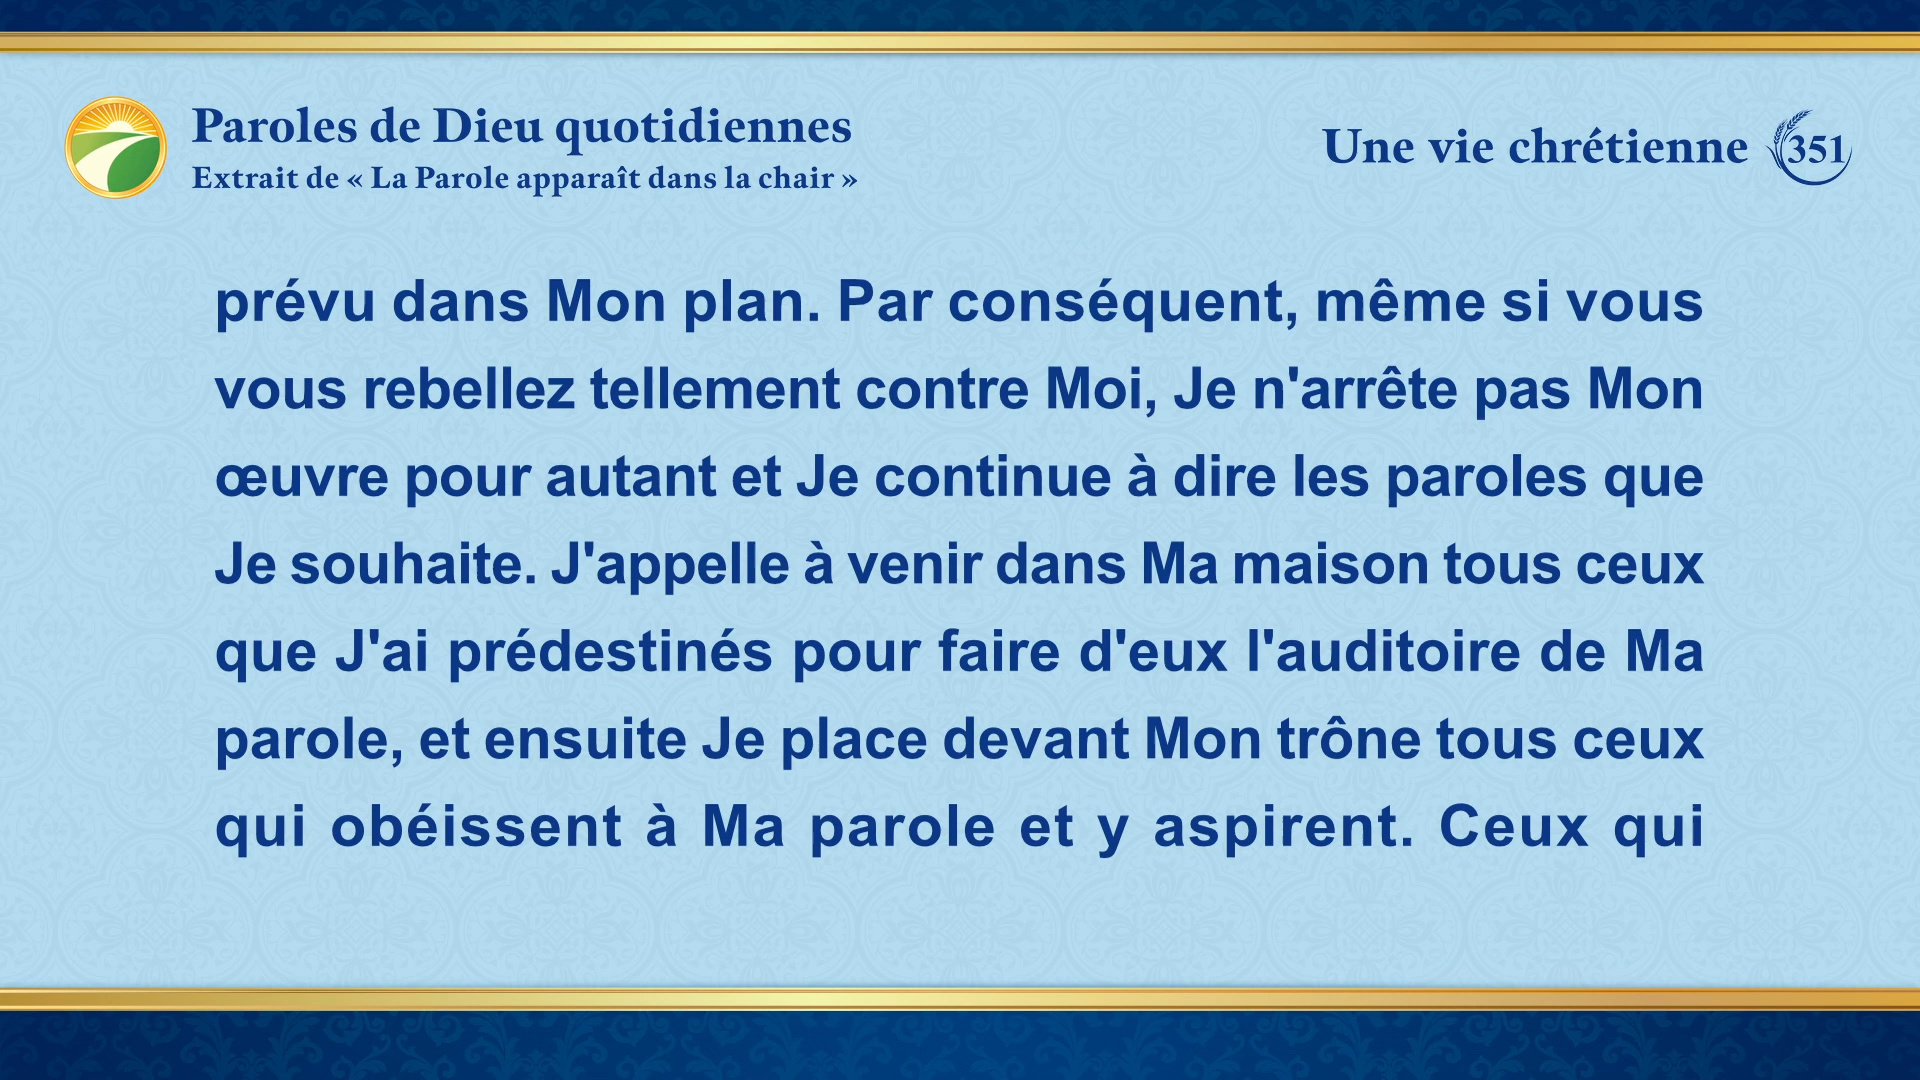 Paroles de Dieu quotidiennes
Extrait de « La Parole apparaît dans la chair »
Une vie chrétienne 351
prévu dans Mon plan. Par conséquent, même si vous
vous rebellez tellement contre Moi, Je n'arrête pas Mon
œuvre pour autant et Je continue à dire les paroles que
Je souhaite. J'appelle à venir dans Ma maison tous ceux
que J'ai prédestinés pour faire d'eux l'auditoire de Ma
parole, et ensuite Je place devant Mon trône tous ceux
qui obéissent à Ma parole et y aspirent. Ceux qui